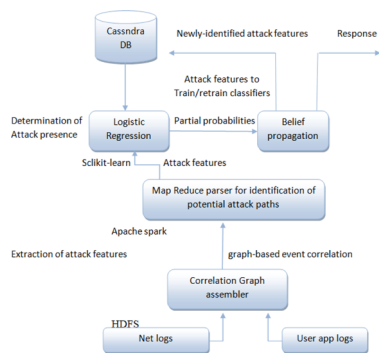 Cassndra
DB
Newly-identified attack features
Response
Attack features to
Train/retrain classifiers
Determination of
Attack presence
Logistic
Regression
Partial probabilities
Belief
propagation
Sclikit-learn
Attack features
Map Reduce parser for identification of
potential attack paths
Apache spark
Extraction of attack features
graph-based event correlation
Correlation Graph
assembler
HDFS
Net logs
User app logs